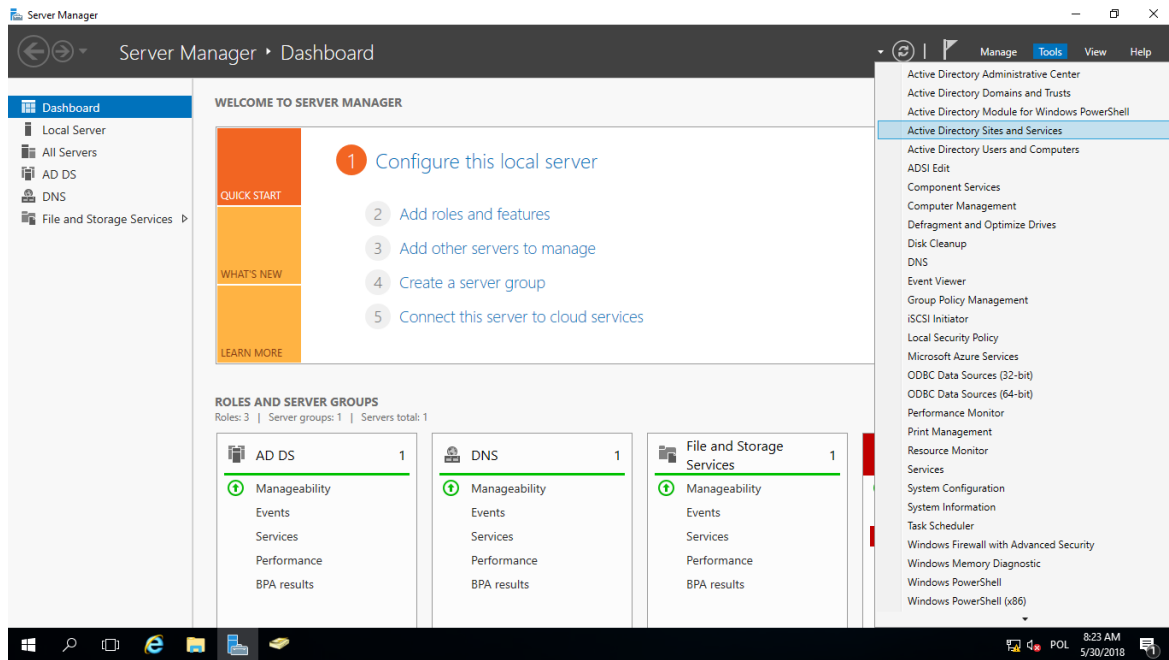 Server Manager
Server Manager • Dashboard
Manage Tools View Help
Dashboard
Local Server
All Servers
AD DS
DNS
File and Storage Services
WELCOME TO SERVER MANAGER
QUICK START
WHAT'S NEW
LEARN MORE
1 Configure this local server
2 Add roles and features
3 Add other servers to manage
4 Create a server group
5 Connect this server to cloud services
ROLES AND SERVER GROUPS
Roles: 3 | Server groups: 1 | Servers total: 1
AD DS 1
Manageability
Events
Services
Performance
BPA results
DNS 1
Manageability
Events
Services
Performance
BPA results
File and Storage
Services 1
Manageability
Events
Services
Performance
BPA results
Active Directory Administrative Center
Active Directory Domains and Trusts
Active Directory Module for Windows PowerShell
Active Directory Sites and Services
Active Directory Users and Computers
ADSI Edit
Component Services
Computer Management
Defragment and Optimize Drives
Disk Cleanup
DNS
Event Viewer
Group Policy Management
iSCSI Initiator
Local Security Policy
Microsoft Azure Services
ODBC Data Sources (32-bit)
ODBC Data Sources (64-bit)
Performance Monitor
Print Management
Resource Monitor
Services
System Configuration
System Information
Task Scheduler
Windows Firewall with Advanced Security
Windows Memory Diagnostic
Windows PowerShell
Windows PowerShell (x86)
POL
8:23 AM
5/30/2018
1